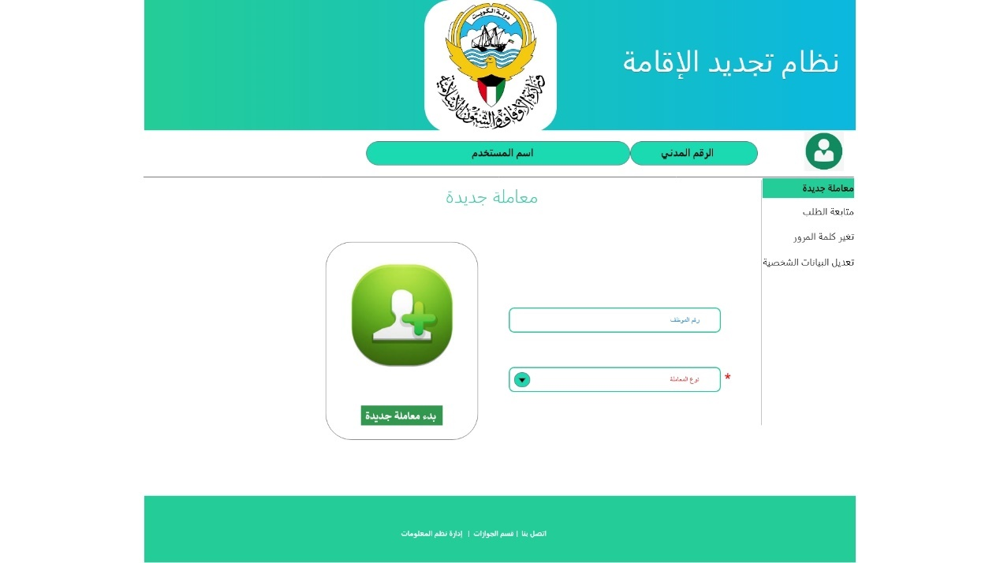 دولة الكويت
وزارة الأوقاف والشئون الإسلامية
نظام تجديد الإقامة
الرقم المدني
اسم المستخدم
معاملة جديدة
متابعة الطلب
تغير كلمة المرور
تعديل البيانات الشخصية
معاملة جديدة
رقم الموظف
* نوع المعاملة
بدء معاملة جديدة
اتصل بنا | قسم الجوازات | إدارة نظم المعلومات